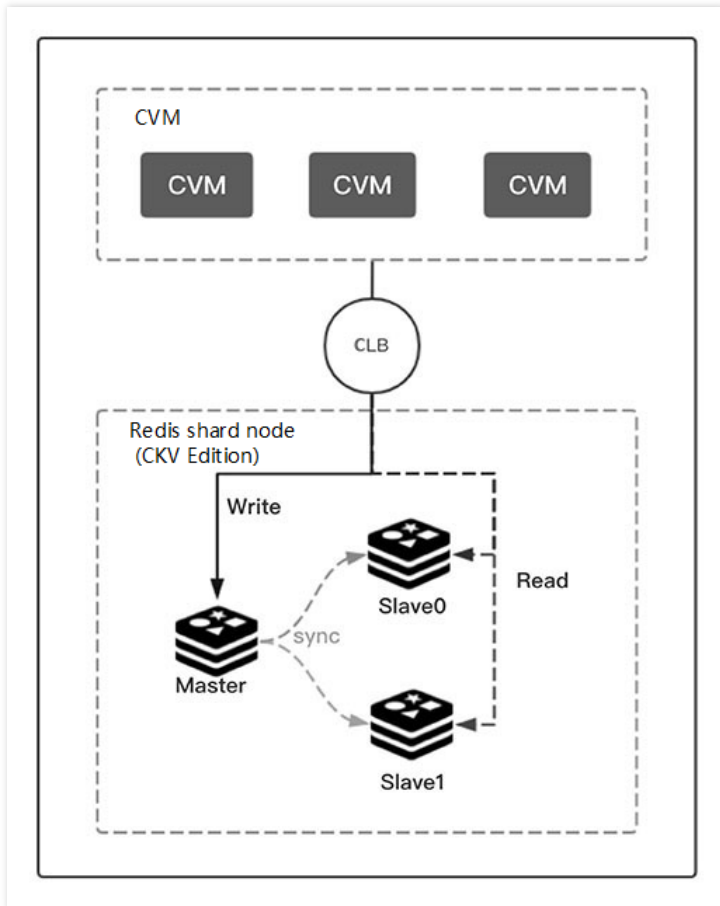 CVM
CVM CVM CVM
CLB
Redis shard node
(CKV Edition)
Write
Slave0
Read
sync
Master
Slave1